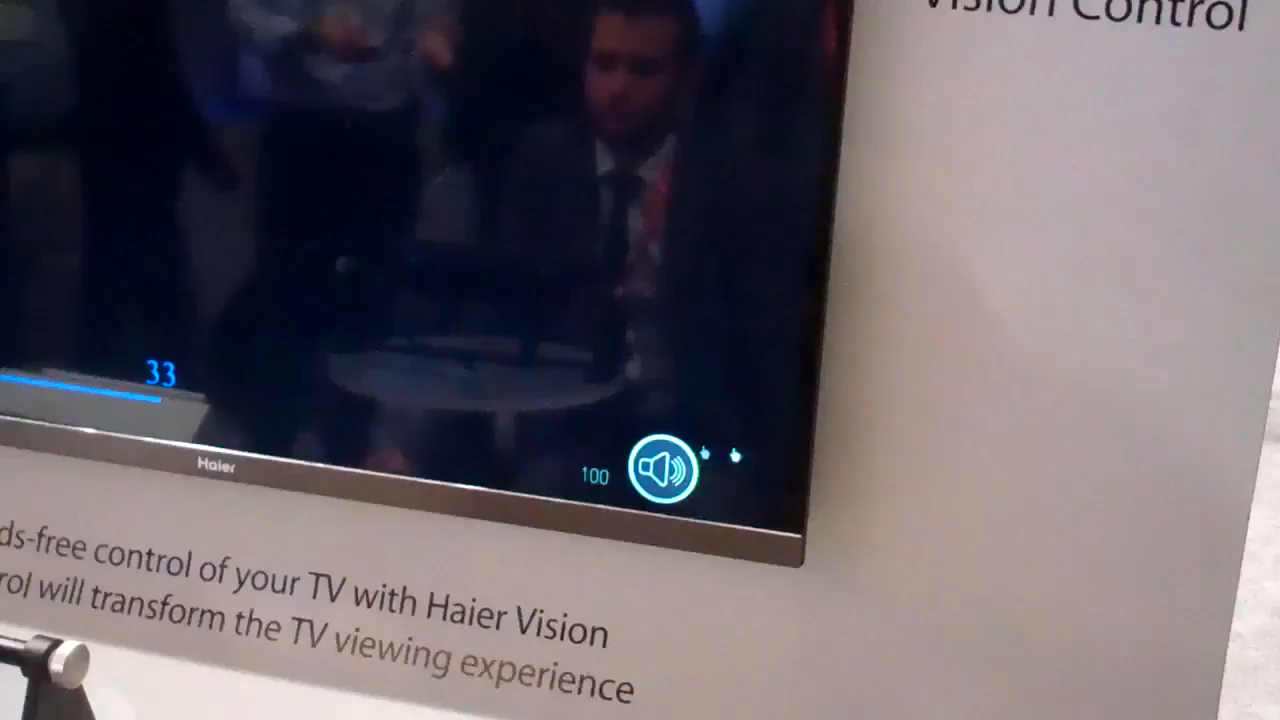 Vision Control
33
100
Haier
ds-free control of your TV with Haier Vision
rol will transform the TV viewing experience